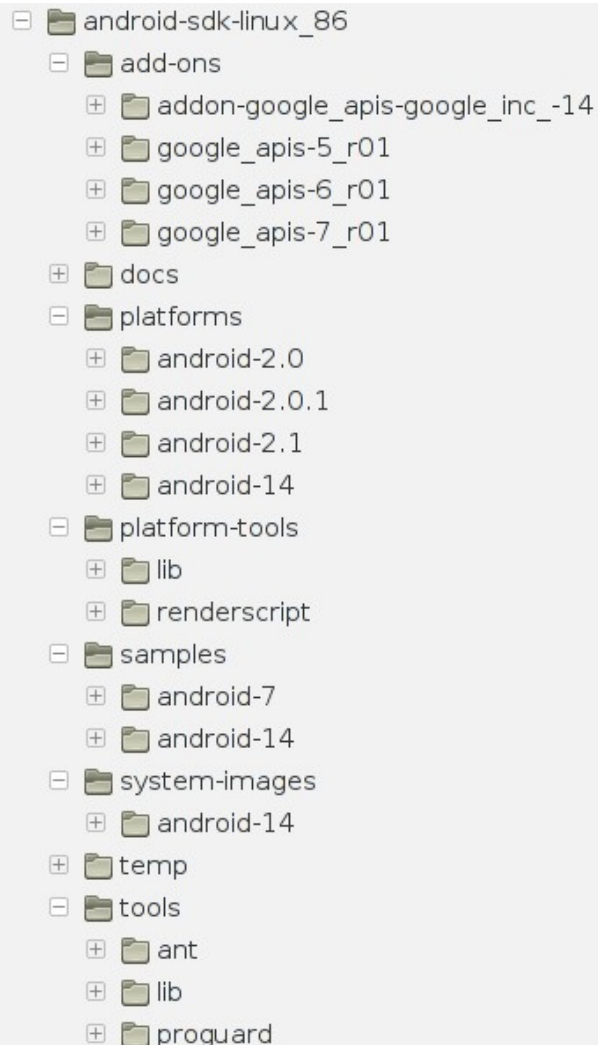 android-sdk-linux_86
add-ons
addon-google_apis-google_inc_-14
google_apis-5_r01
google_apis-6_r01
google_apis-7_r01
docs
platforms
android-2.0
android-2.0.1
android-2.1
android-14
platform-tools
lib
renderscript
samples
android-7
android-14
system-images
android-14
temp
tools
ant
lib
proguard